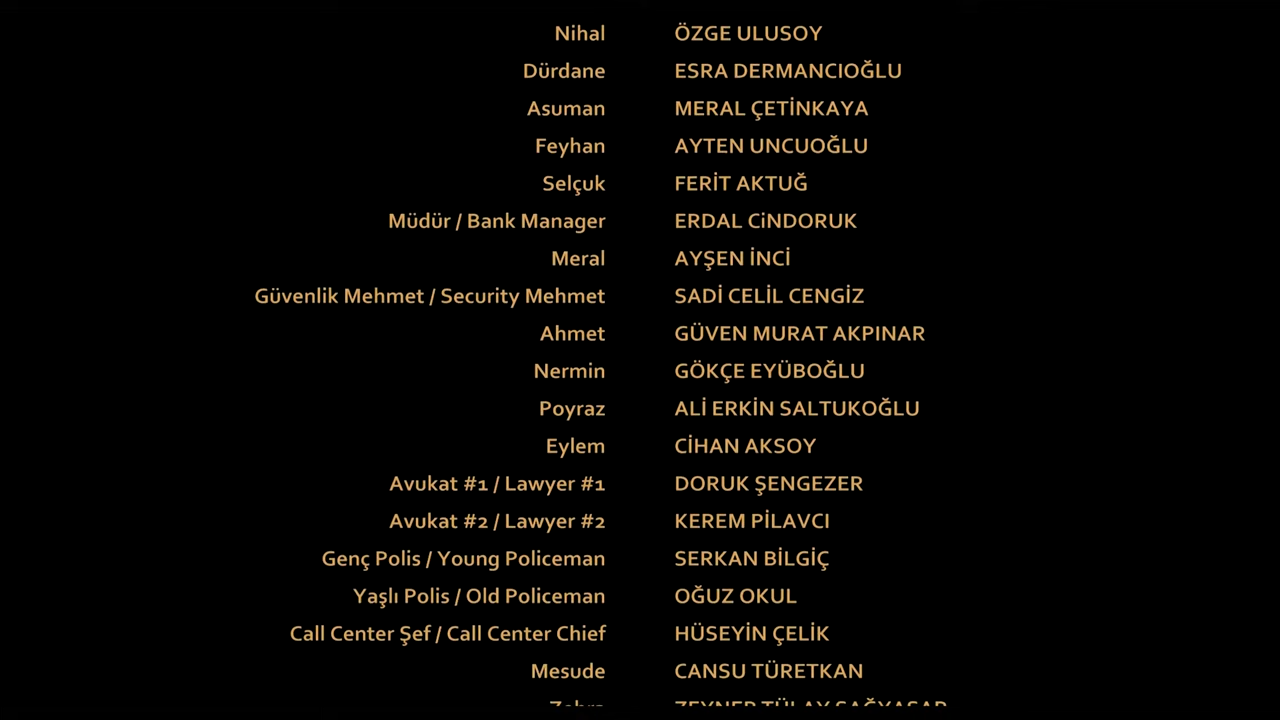 Nihal ÖZGE ULUSOY
Dürdane ESRA DERMANCIOĞLU
Asuman MERAL ÇETİNKAYA
Feyhan AYTEN UNCUOĞLU
Selçuk FERİT AKTUĞ
Müdür / Bank Manager ERDAL CiNDORUK
Meral AYŞEN İNCİ
Güvenlik Mehmet / Security Mehmet SADİ CELİL CENGİZ
Ahmet GÜVEN MURAT AKPINAR
Nermin GÖKÇE EYÜBOĞLU
Poyraz ALİ ERKİN SALTUKOĞLU
Eylem CİHAN AKSOY
Avukat #1 / Lawyer #1 DORUK ŞENGEZER
Avukat #2 / Lawyer #2 KEREM PİLAVCI
Genç Polis / Young Policeman SERKAN BİLGİÇ
Yaşlı Polis / Old Policeman OĞUZ OKUL
Call Center Şef / Call Center Chief HÜSEYİN ÇELİK
Mesude CANSU TÜRETKAN